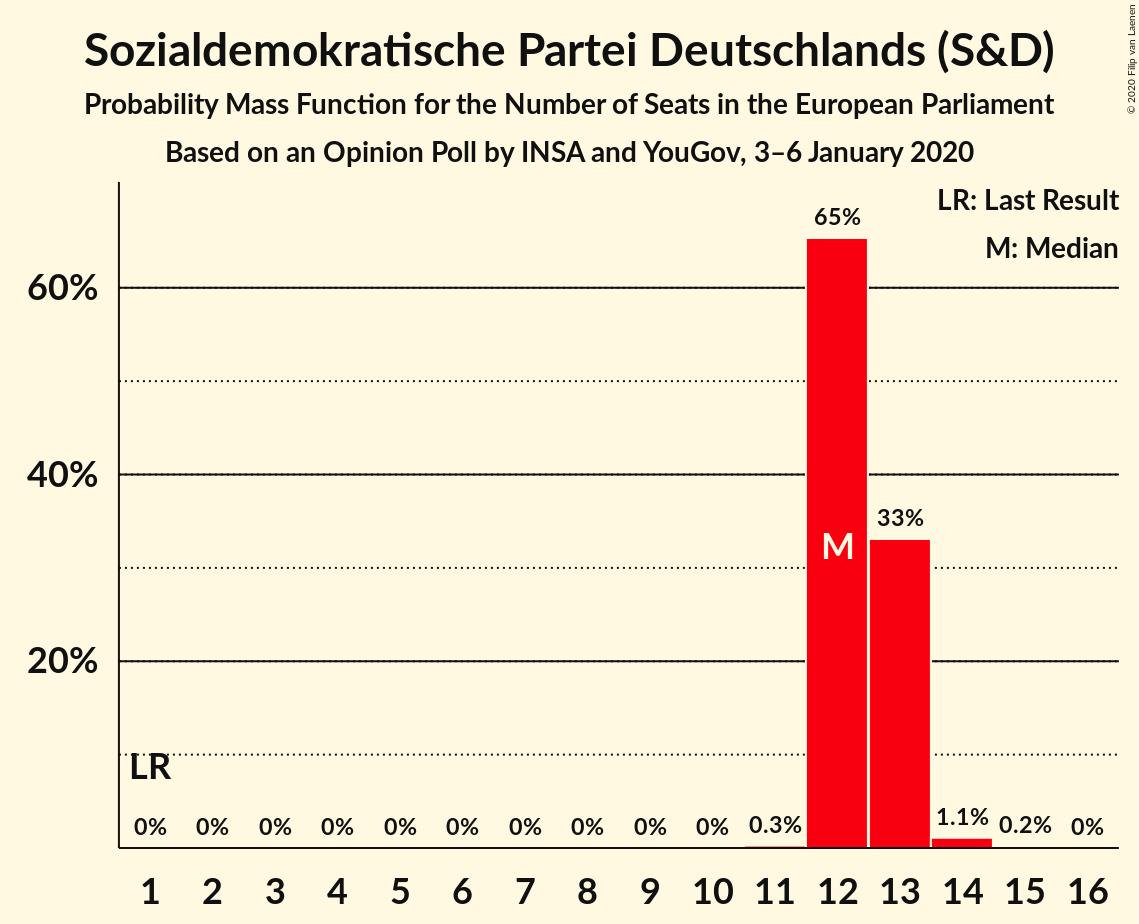 Sozialdemokratische Partei Deutschlands (S&D)
Probability Mass Function for the Number of Seats in the European Parliament
Based on an Opinion Poll by INSA and YouGov, 3–6 January 2020
© 2020 Filip van Laenen
LR: Last Result
M: Median
65%
60%
40%
33%
M
20%
LR
0% 0% 0% 0% 0% 0% 0% 0% 0% 0% 0.3% 1.1% 0.2% 0%
1 2 3 4 5 6 7 8 9 10 11 12 13 14 15 16